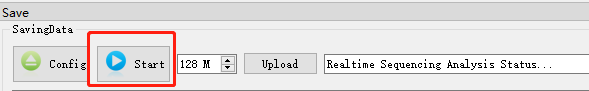 Save
SavingData
Config Start 128 M Upload Realtime Sequencing Analysis Status...